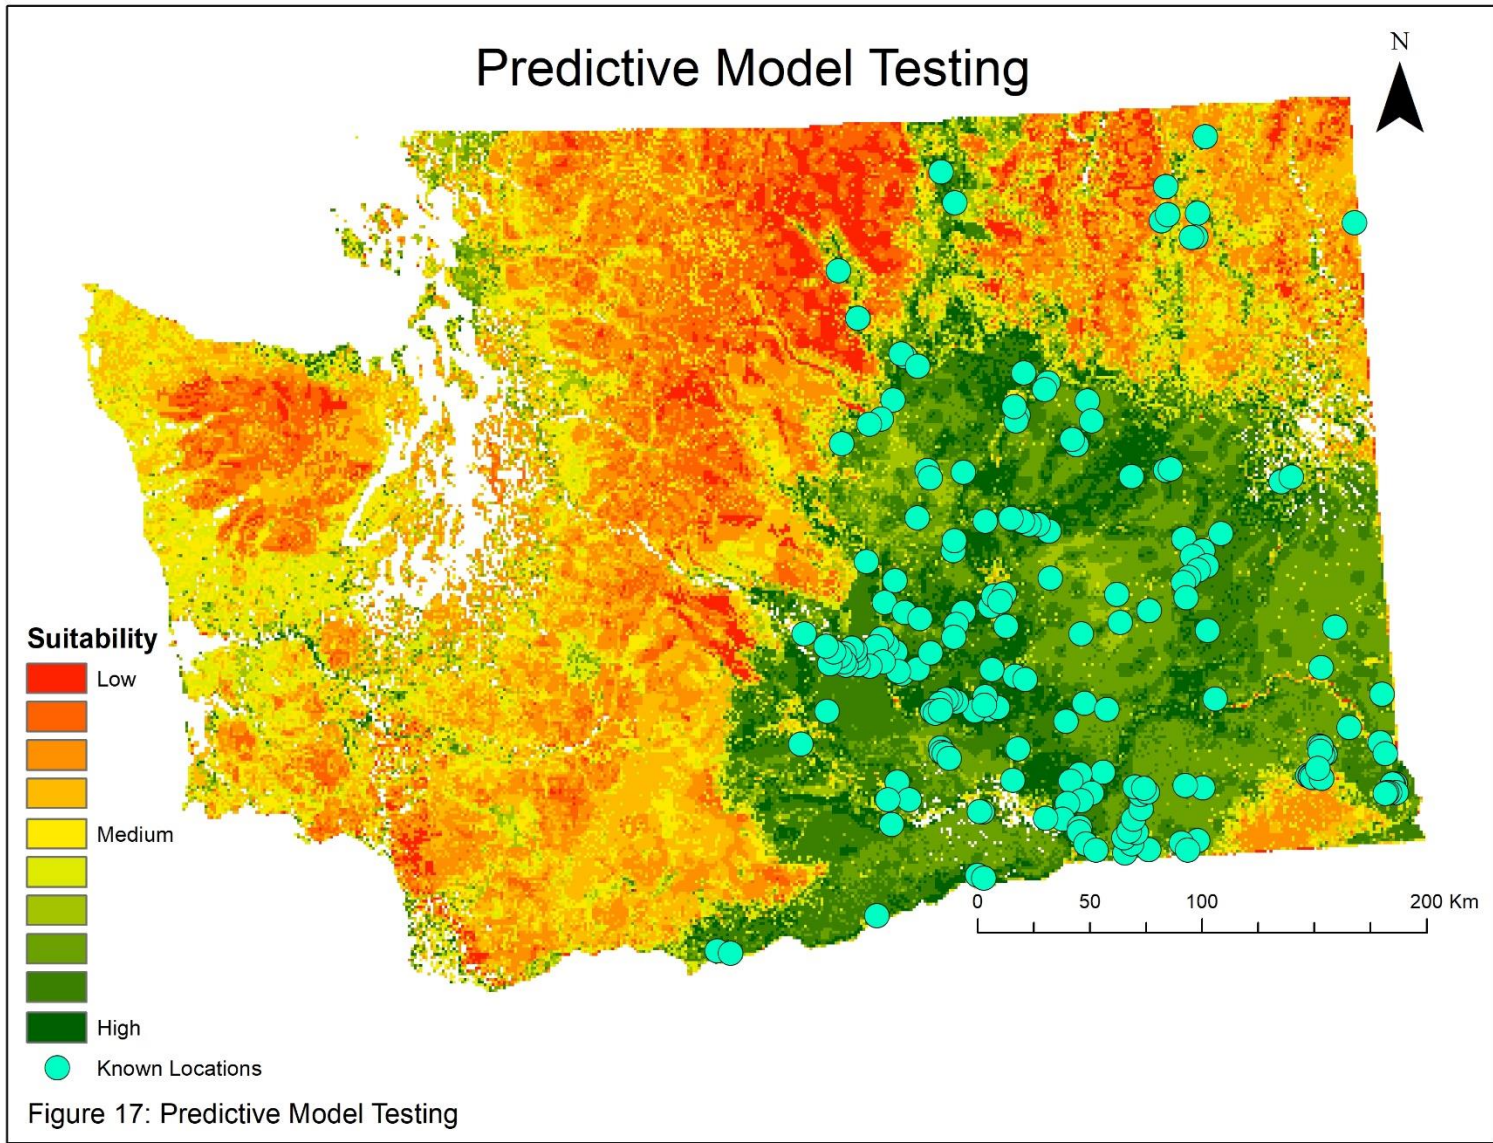 Predictive Model Testing
N
Suitability
Low
Medium
High
Known Locations
0 50 100 200 Km
Figure 17: Predictive Model Testing